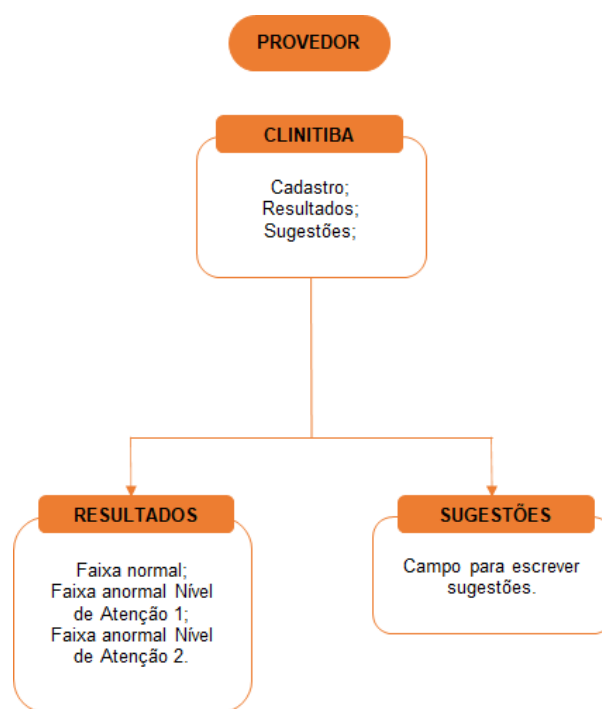 PROVEDOR
CLINITIBA
Cadastro;
Resultados;
Sugestões;
RESULTADOS
Faixa normal;
Faixa anormal Nível
de Atenção 1;
Faixa anormal Nível
de Atenção 2.
SUGESTÕES
Campo para escrever
sugestões.